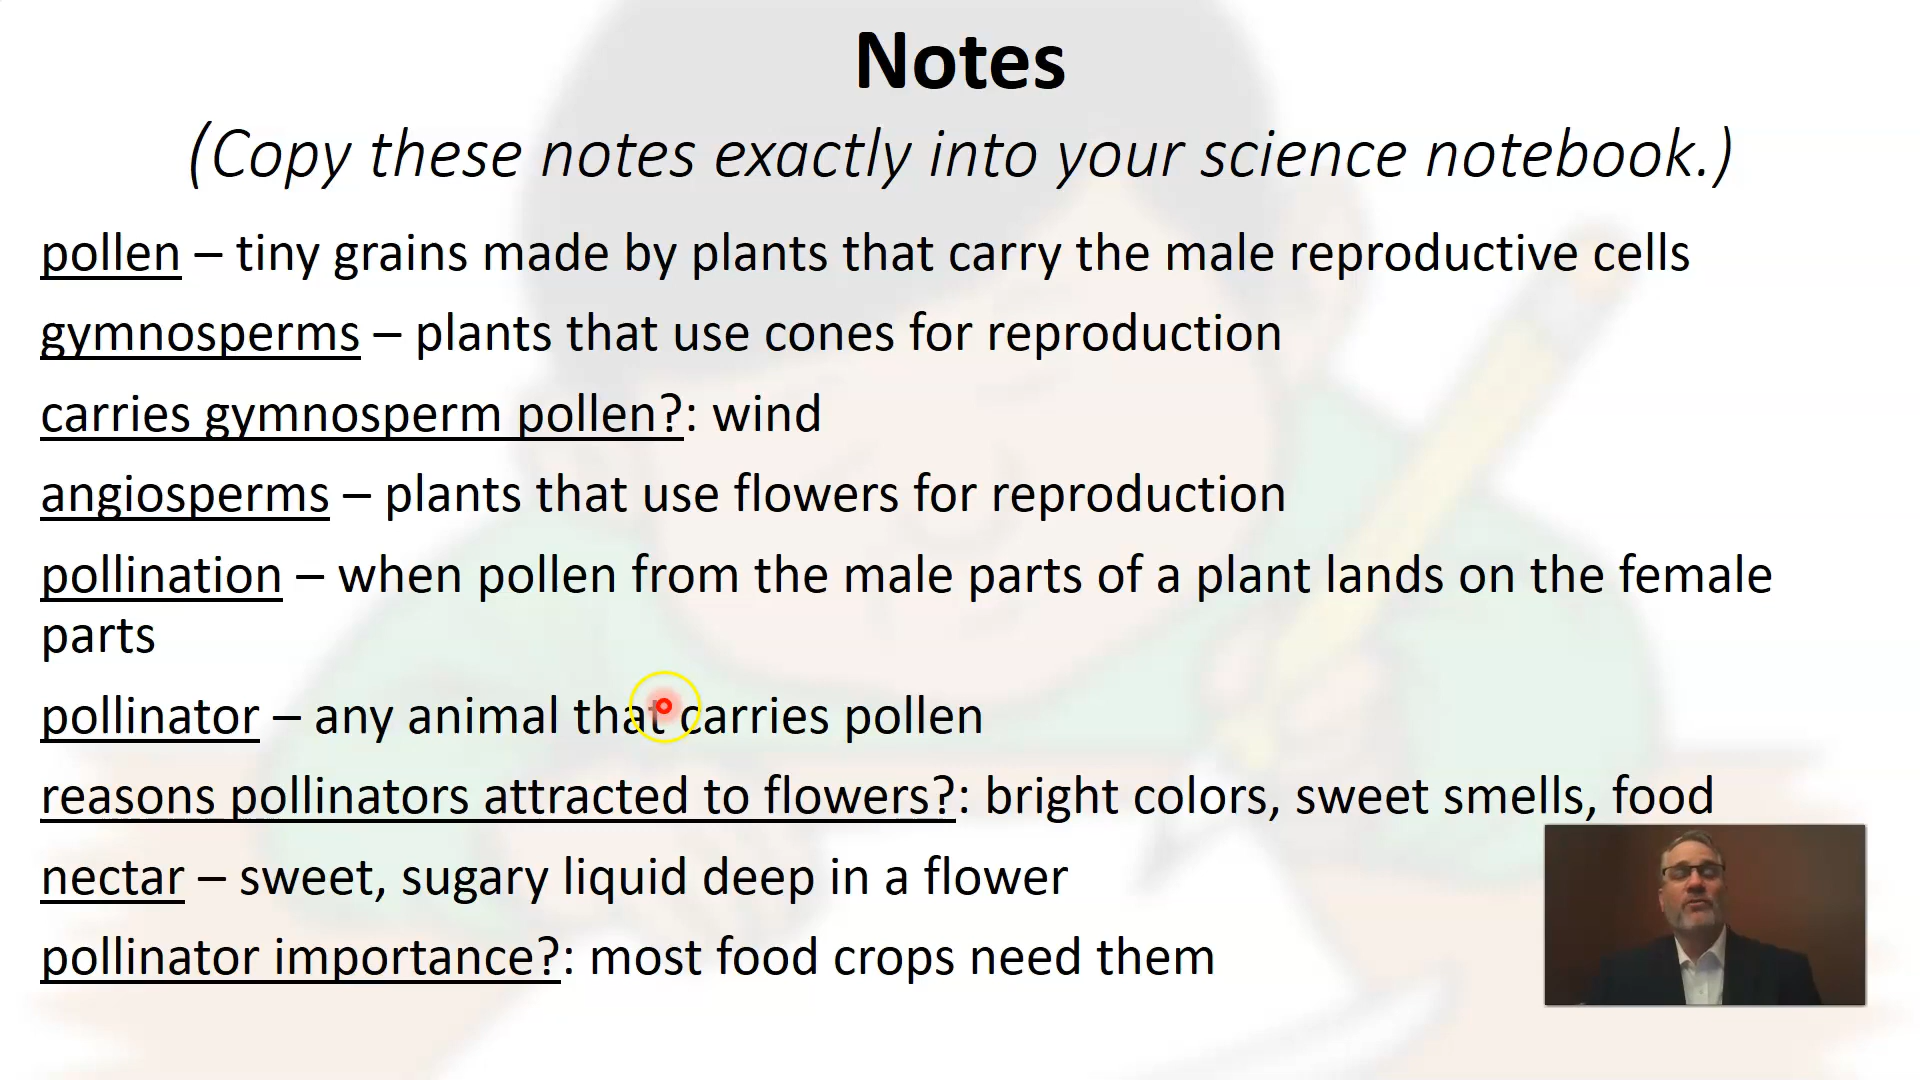 Notes
(Copy these notes exactly into your science notebook.)
pollen – tiny grains made by plants that carry the male reproductive cells
gymnosperms – plants that use cones for reproduction
carries gymnosperm pollen?: wind
angiosperms – plants that use flowers for reproduction
pollination – when pollen from the male parts of a plant lands on the female
parts
pollinator – any animal that carries pollen
reasons pollinators attracted to flowers?: bright colors, sweet smells, food
nectar – sweet, sugary liquid deep in a flower
pollinator importance?: most food crops need them